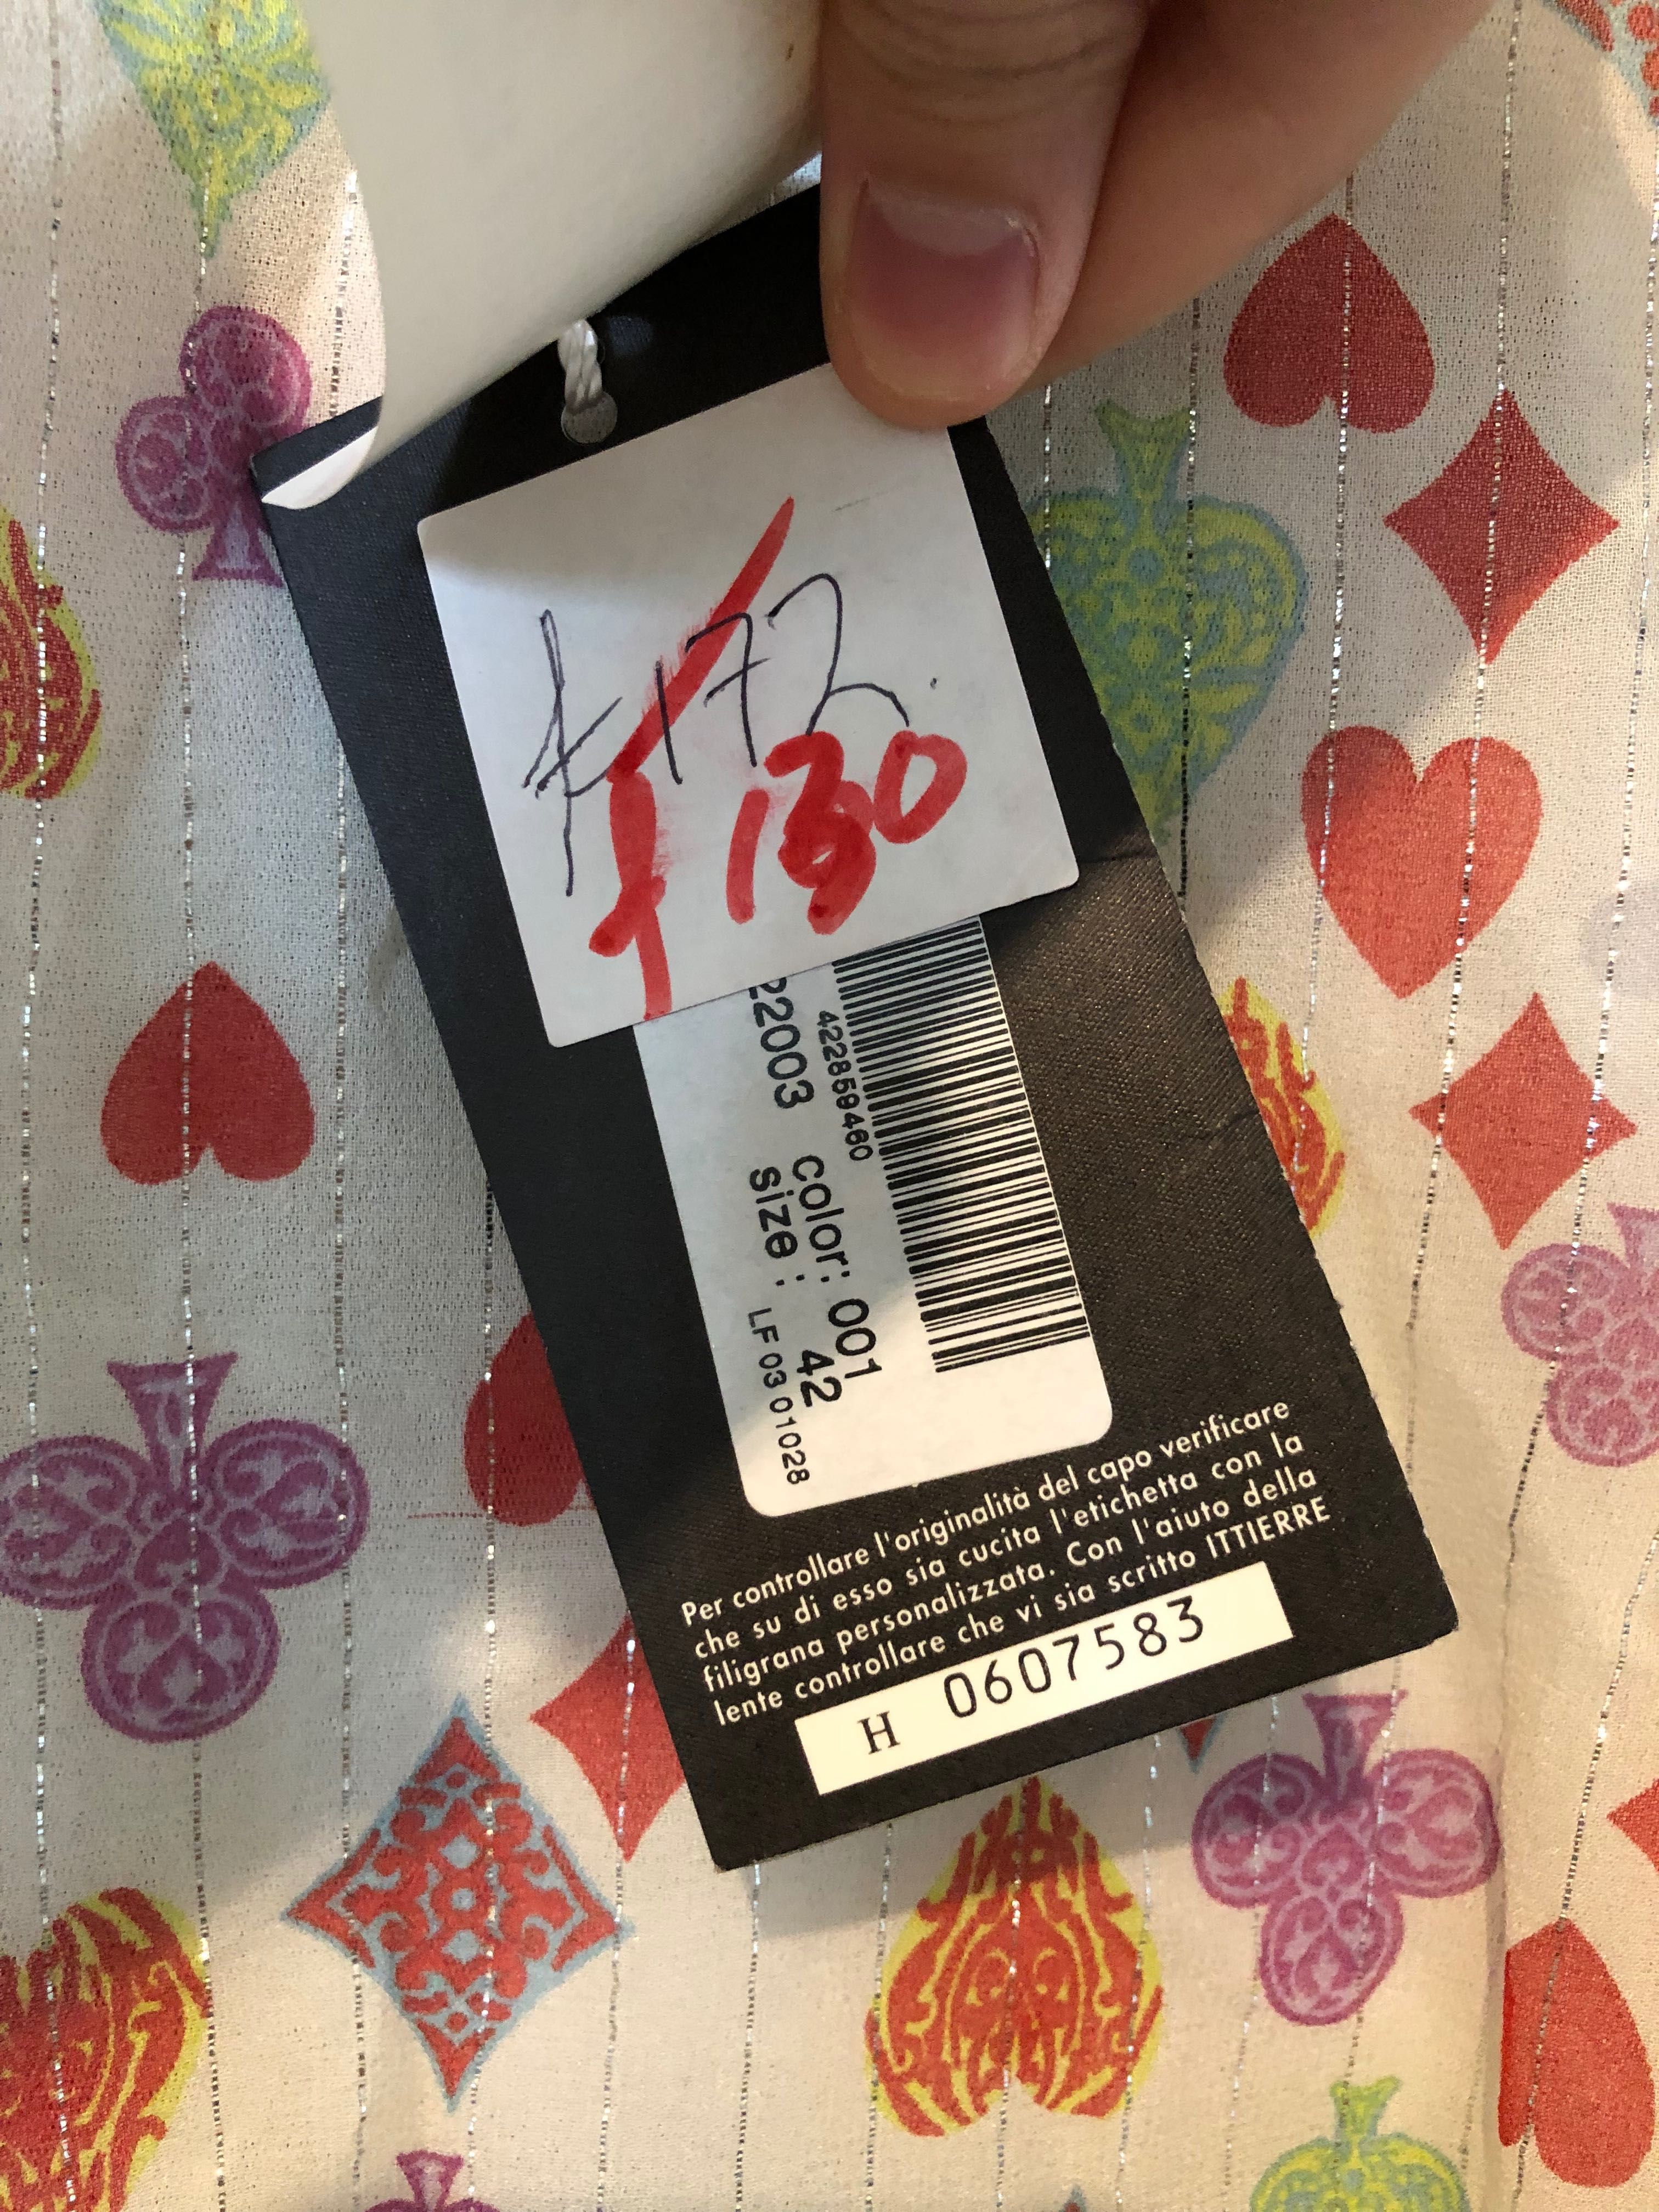 £172.
£130
22003
422859460
color: 001
size: 42
LF 03 01028
Per controllare l'originalità del capo verificare
che su di esso sia cucita l'etichetta con la
filigrana personalizzata. Con l'aiuto della
lente controllare che vi sia scritto ITTIERRE
H 0607583